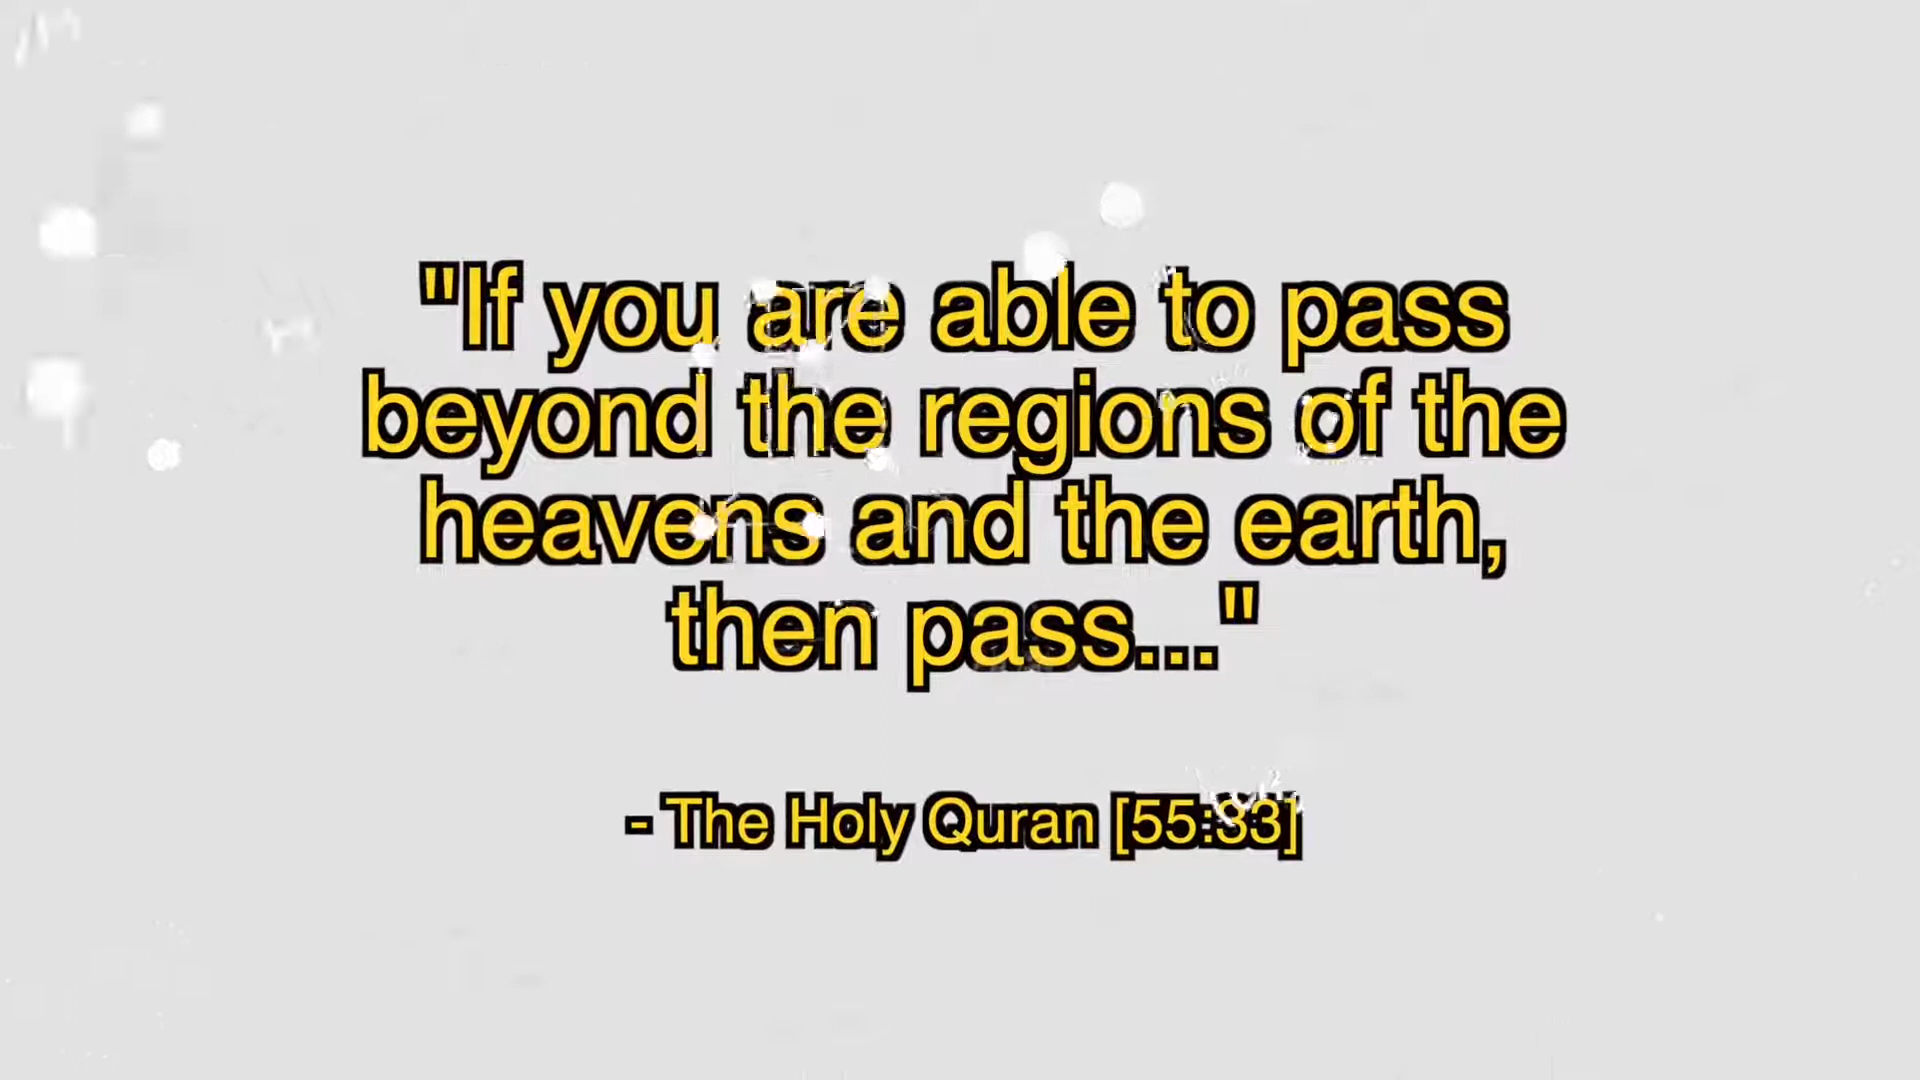 "If you are able to pass
beyond the regions of the
heavens and the earth,
then pass..."
- The Holy Quran [55:33]